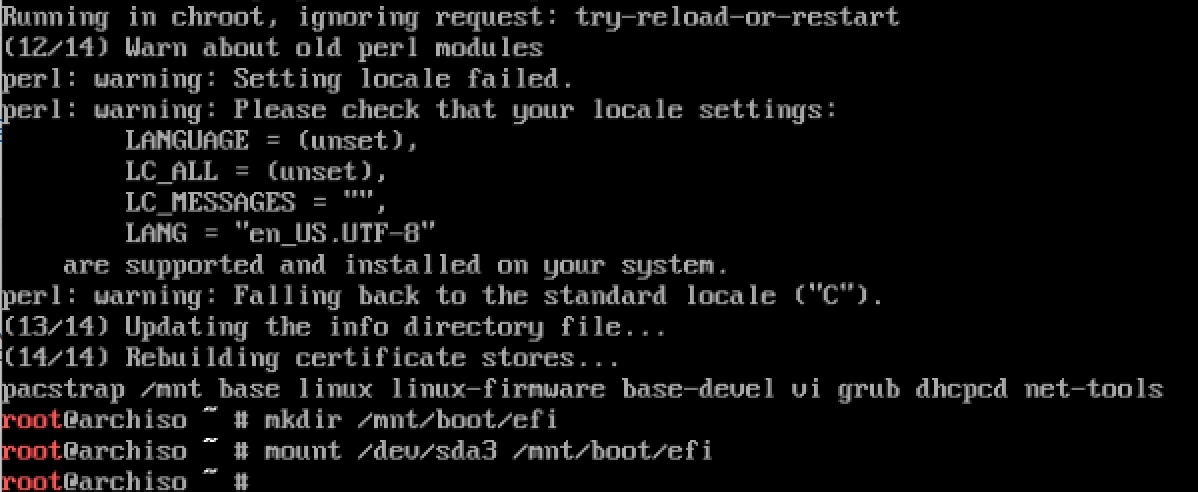 Running in chroot, ignoring request: try-reload-or-restart
(12/14) Warn about old perl modules
perl: warning: Setting locale failed.
perl: warning: Please check that your locale settings:
        LANGUAGE = (unset),
        LC_ALL = (unset),
        LC_MESSAGES = "",
        LANG = "en_US.UTF-8"
    are supported and installed on your system.
perl: warning: Falling back to the standard locale ("C").
(13/14) Updating the info directory file...
(14/14) Rebuilding certificate stores...
pacstrap /mnt base linux linux-firmware base-devel vi grub dhcpcd net-tools
root@archiso ~ # mkdir /mnt/boot/efi
root@archiso ~ # mount /dev/sda3 /mnt/boot/efi
root@archiso ~ #